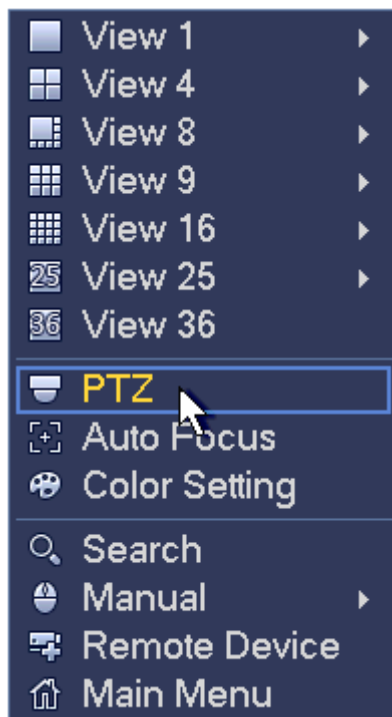 View 1
View 4
View 8
View 9
View 16
25 View 25
36 View 36
PTZ
Auto Focus
Color Setting
Search
Manual
Remote Device
Main Menu